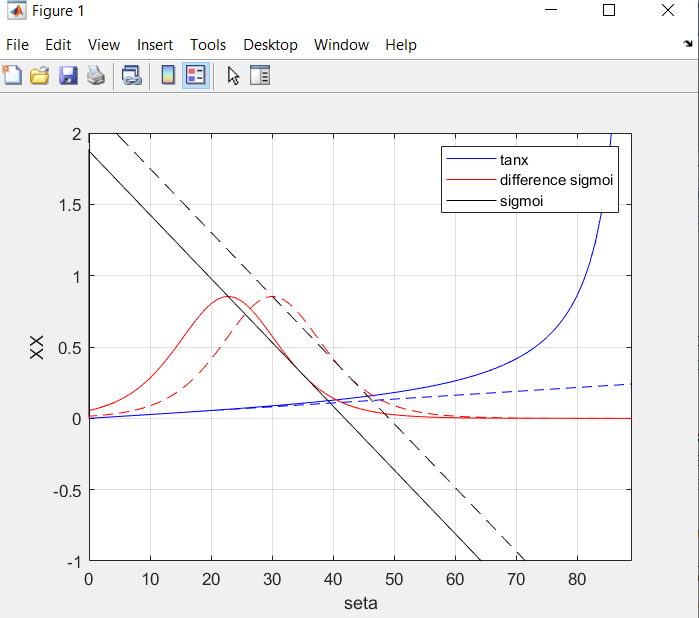 Figure 1
File Edit View Insert Tools Desktop Window Help
2
1.5
1
0.5
0
-0.5
-1
XX
tanx
difference sigmoi
sigmoi
0 10 20 30 40 50 60 70 80
seta